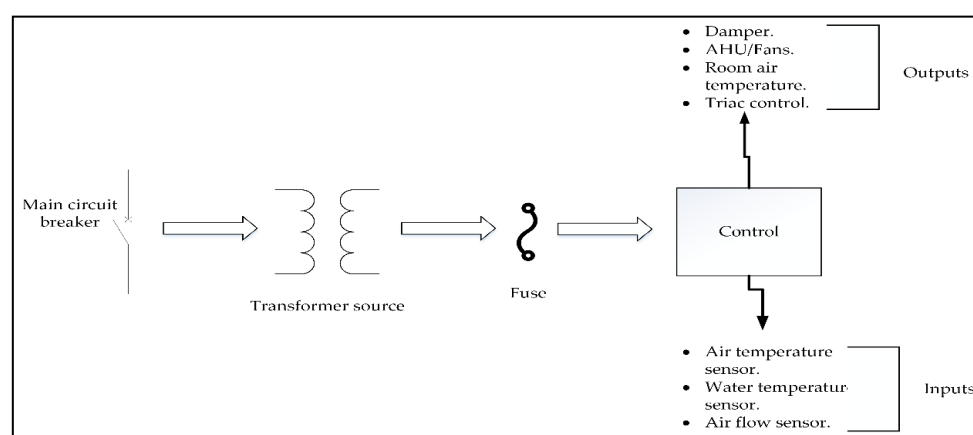 • Damper.
• AHU/Fans.
• Room air
temperature.
• Triac control.
Outputs
Main circuit
breaker
Transformer source
Fuse
Control
• Air temperature
sensor.
• Water temperature
sensor.
• Air flow sensor.
Inputs